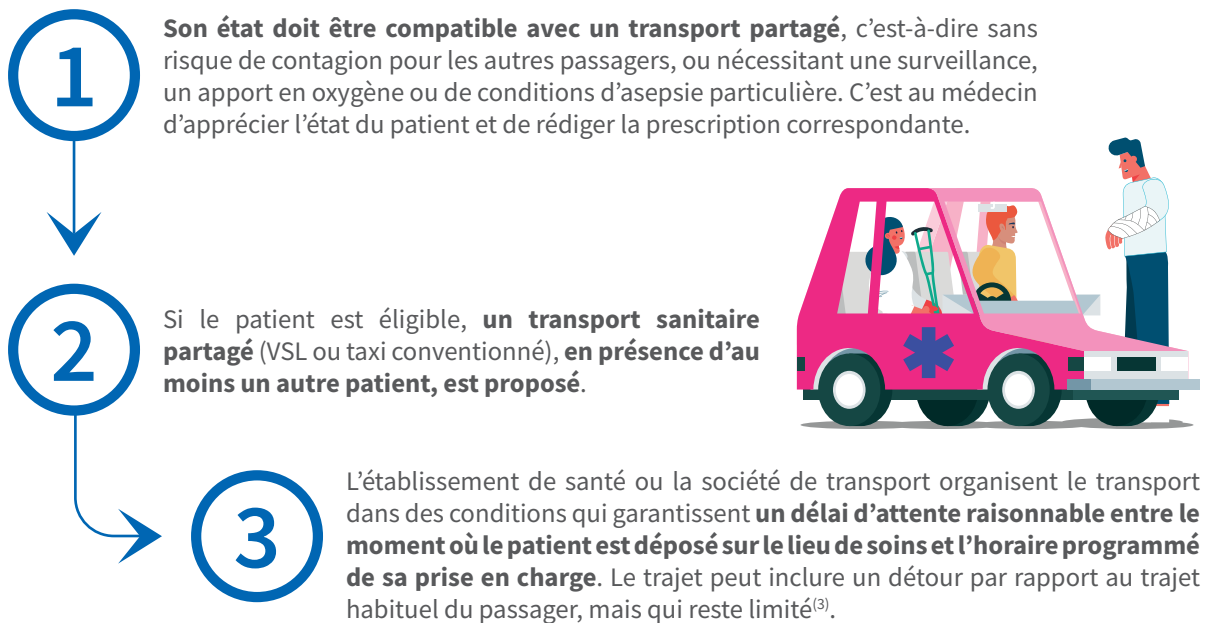 1
Son état doit être compatible avec un transport partagé, c’est-à-dire sans
risque de contagion pour les autres passagers, ou nécessitant une surveillance,
un apport en oxygène ou de conditions d’asepsie particulière. C’est au médecin
d’apprécier l’état du patient et de rédiger la prescription correspondante.
2
Si le patient est éligible, un transport sanitaire
partagé (VSL ou taxi conventionné), en présence d’au
moins un autre patient, est proposé.
3
L’établissement de santé ou la société de transport organisent le transport
dans des conditions qui garantissent un délai d’attente raisonnable entre le
moment où le patient est déposé sur le lieu de soins et l’horaire programmé
de sa prise en charge. Le trajet peut inclure un détour par rapport au trajet
habituel du passager, mais qui reste limité(3).